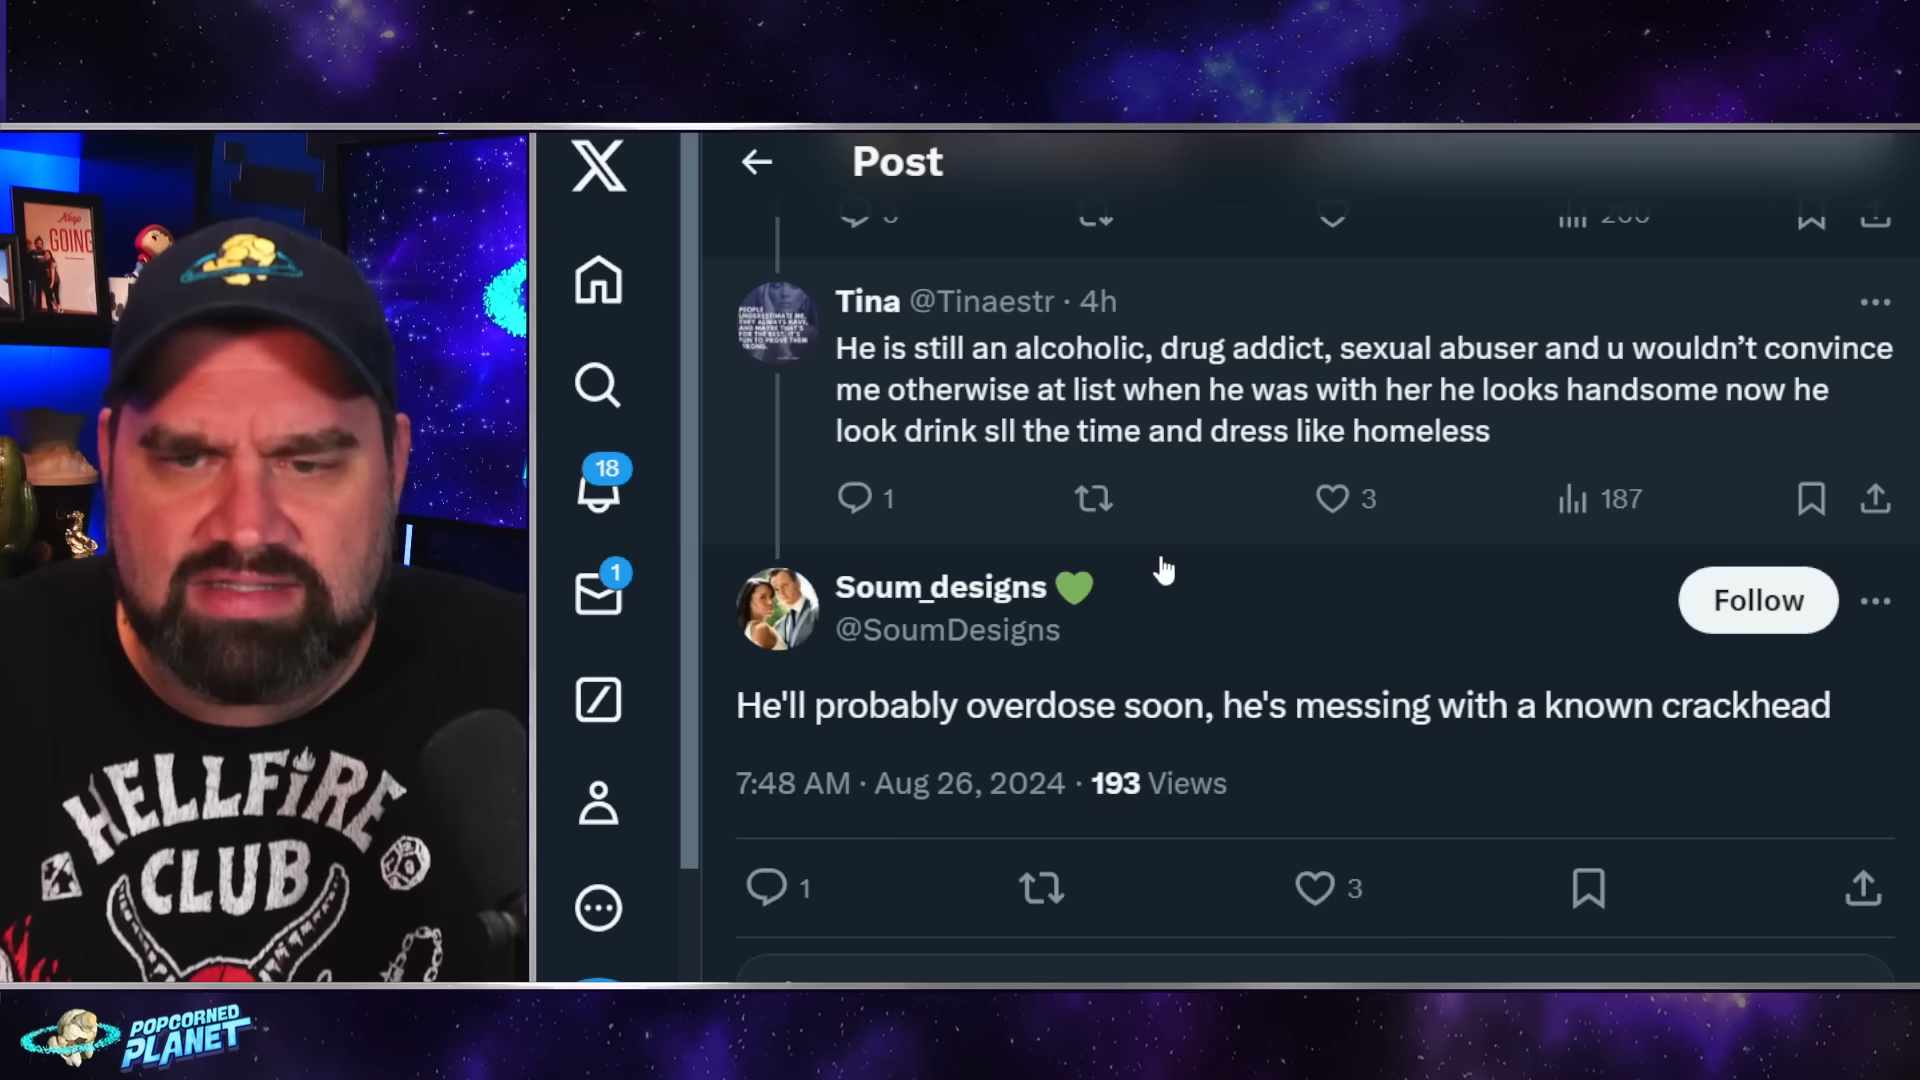 Post
Tina @Tinaestr · 4h
He is still an alcoholic, drug addict, sexual abuser and u wouldn’t convince
me otherwise at list when he was with her he looks handsome now he
look drink sll the time and dress like homeless
1 3 187
18
1
Soum_designs 💚
@SoumDesigns
Follow
He'll probably overdose soon, he's messing with a known crackhead
7:48 AM · Aug 26, 2024 · 193 Views
1 3
GOING
HELLFIRE
CLUB
POPCORNED
PLANET